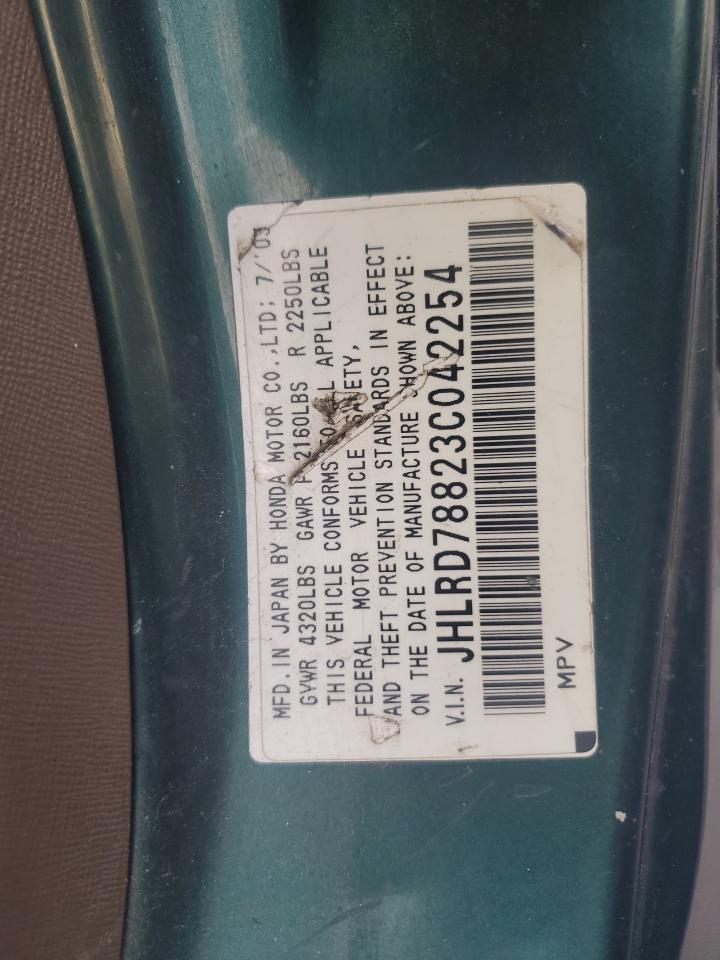 MFD. IN JAPAN BY HONDA MOTOR CO., LTD; 7/'03
GVWR 4320LBS GAWR F 2160LBS R 2250LBS
THIS VEHICLE CONFORMS TO ALL APPLICABLE
FEDERAL MOTOR VEHICLE SAFETY,
AND THEFT PREVENTION STANDARDS IN EFFECT
ON THE DATE OF MANUFACTURE SHOWN ABOVE:
V.I.N. JHLRD78823C042254
MPV